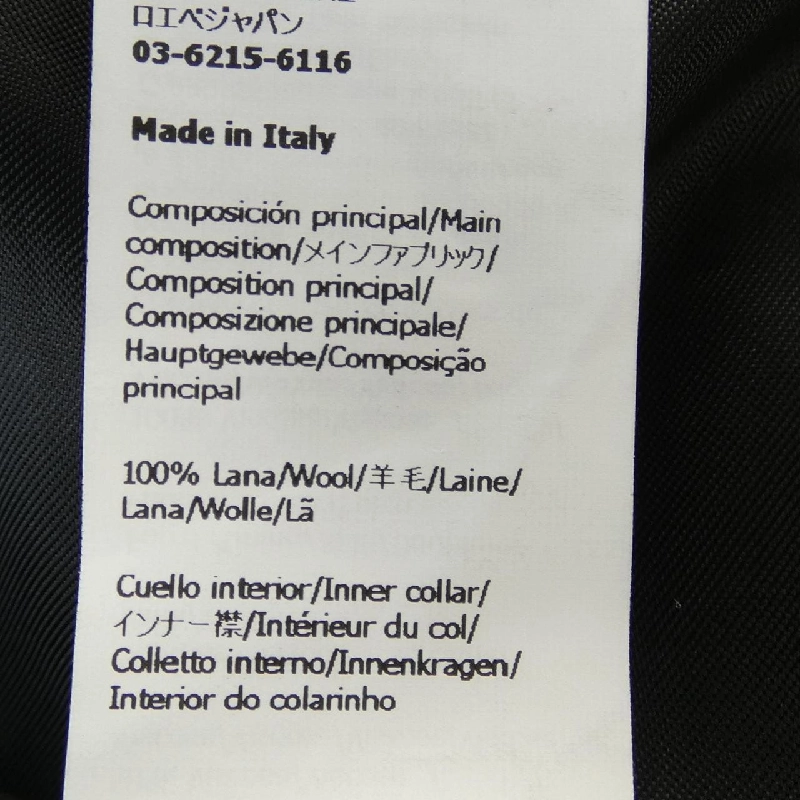 ロエベジャパン
03-6215-6116
Made in Italy
Composición principal/Main
composition/メインファブリック/
Composition principal/
Composizione principale/
Hauptgewebe/Composição
principal
100% Lana/Wool/羊毛/Laine/
Lana/Wolle/Lã
Cuello interior/Inner collar/
インナー襟/Intérieur du col/
Colletto interno/Innenkragen/
Interior do colarinho